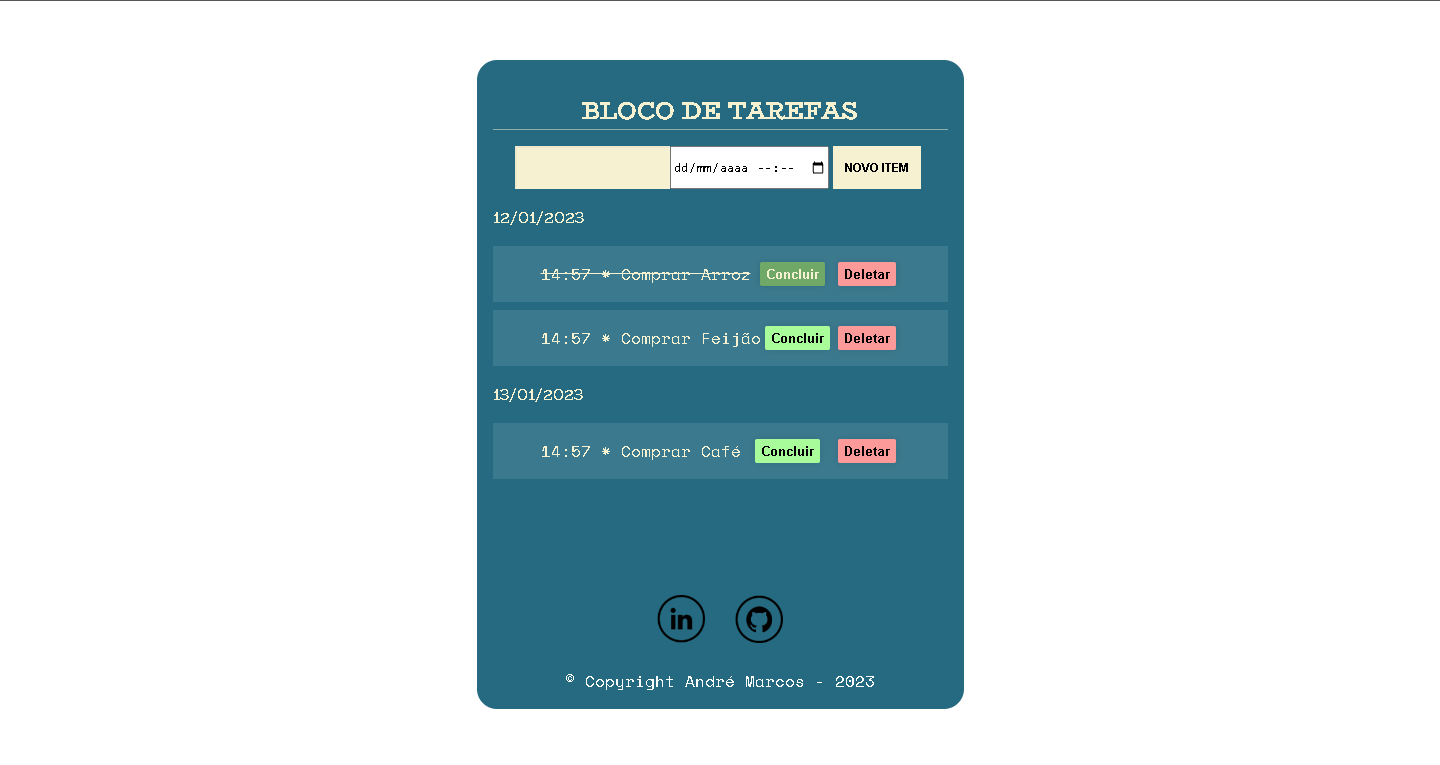 BLOCO DE TAREFAS
dd/mm/aaaa --:-- NOVO ITEM
12/01/2023
14:57 * Comprar Arroz Concluir Deletar
14:57 * Comprar Feijão Concluir Deletar
13/01/2023
14:57 * Comprar Café Concluir Deletar
in
© Copyright André Marcos - 2023